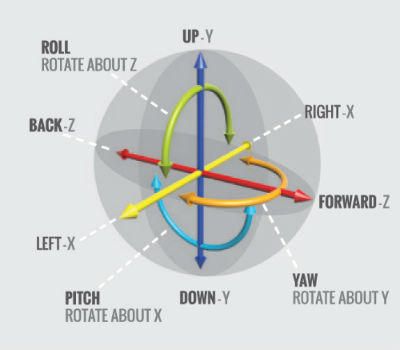 UP-Y
ROLL
ROTATE ABOUT Z
RIGHT-X
BACK-Z
FORWARD-Z
LEFT-X
YAW
ROTATE ABOUT Y
PITCH
ROTATE ABOUT X
DOWN-Y